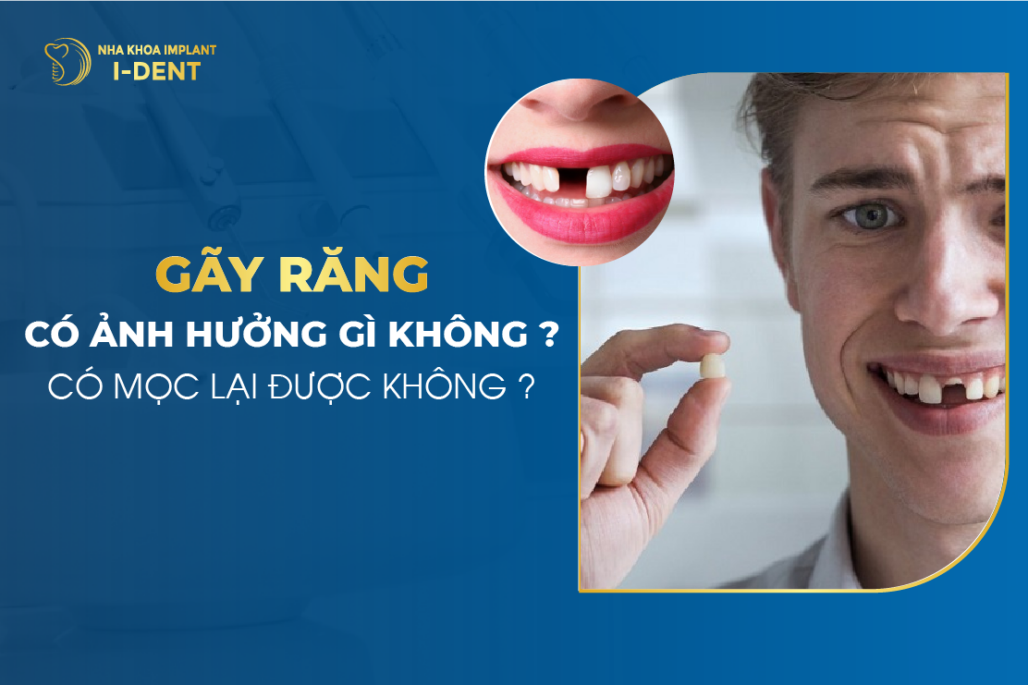 NHA KHOA IMPLANT
I-DENT
GÃY RĂNG
CÓ ẢNH HƯỞNG GÌ KHÔNG ?
CÓ MỌC LẠI ĐƯỢC KHÔNG ?